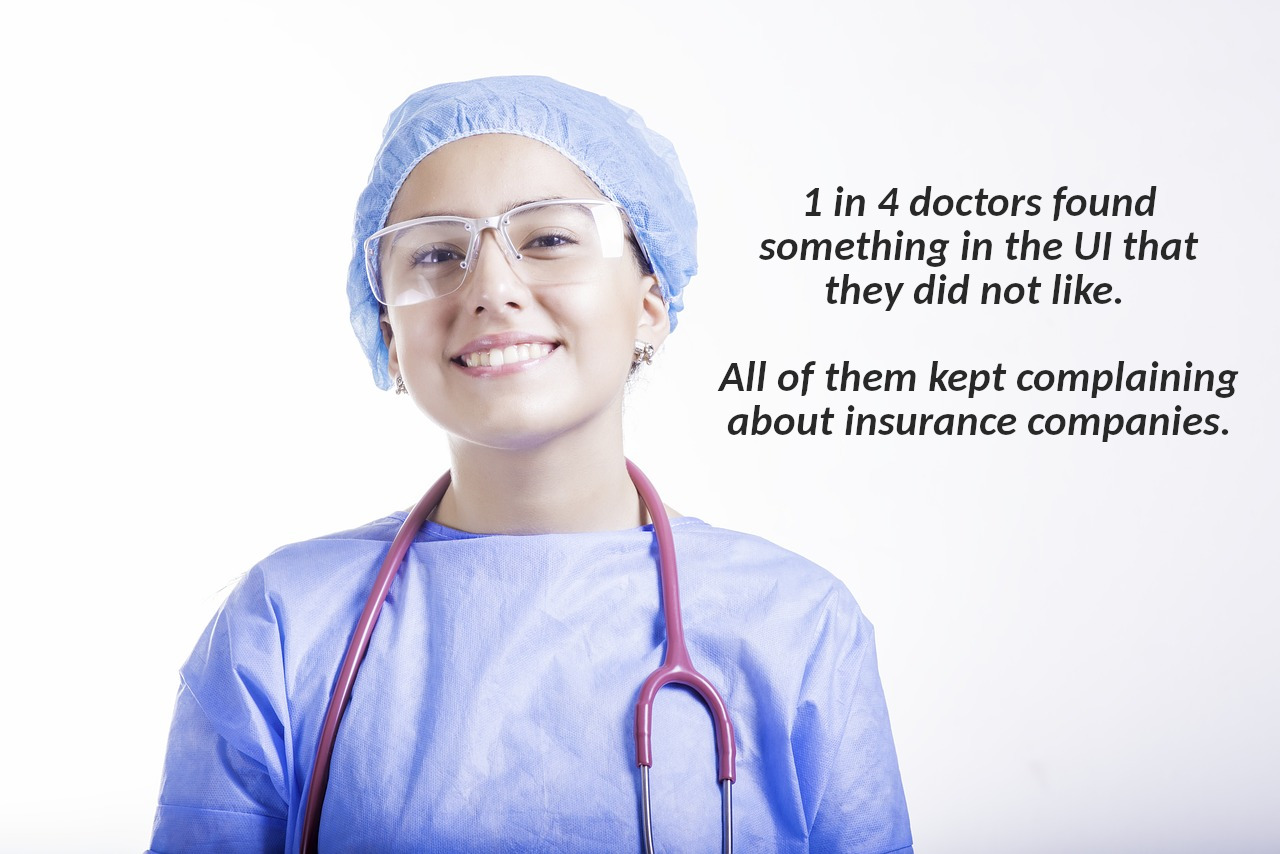 1 in 4 doctors found
something in the UI that
they did not like.
All of them kept complaining
about insurance companies.